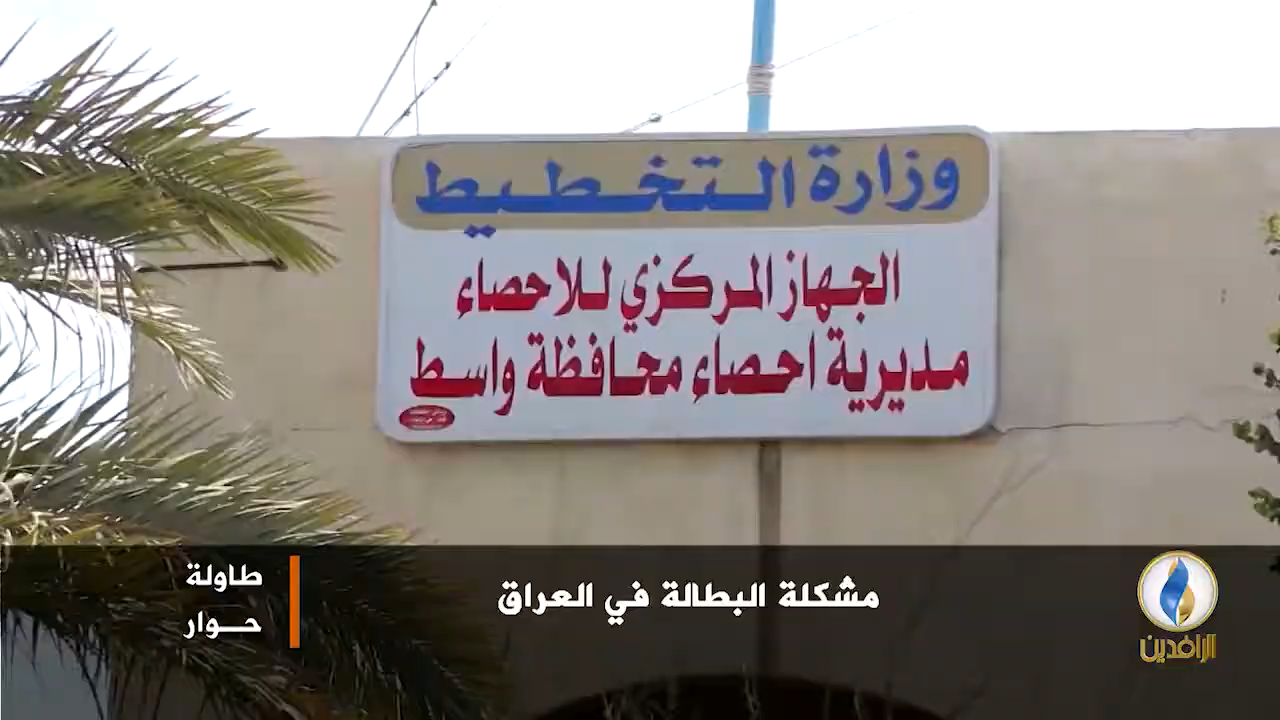 وزارة التخطيط
الجهاز المركزي للاحصاء
مديرية احصاء محافظة واسط
مشكلة البطالة في العراق
طاولة
حوار
الرافدين